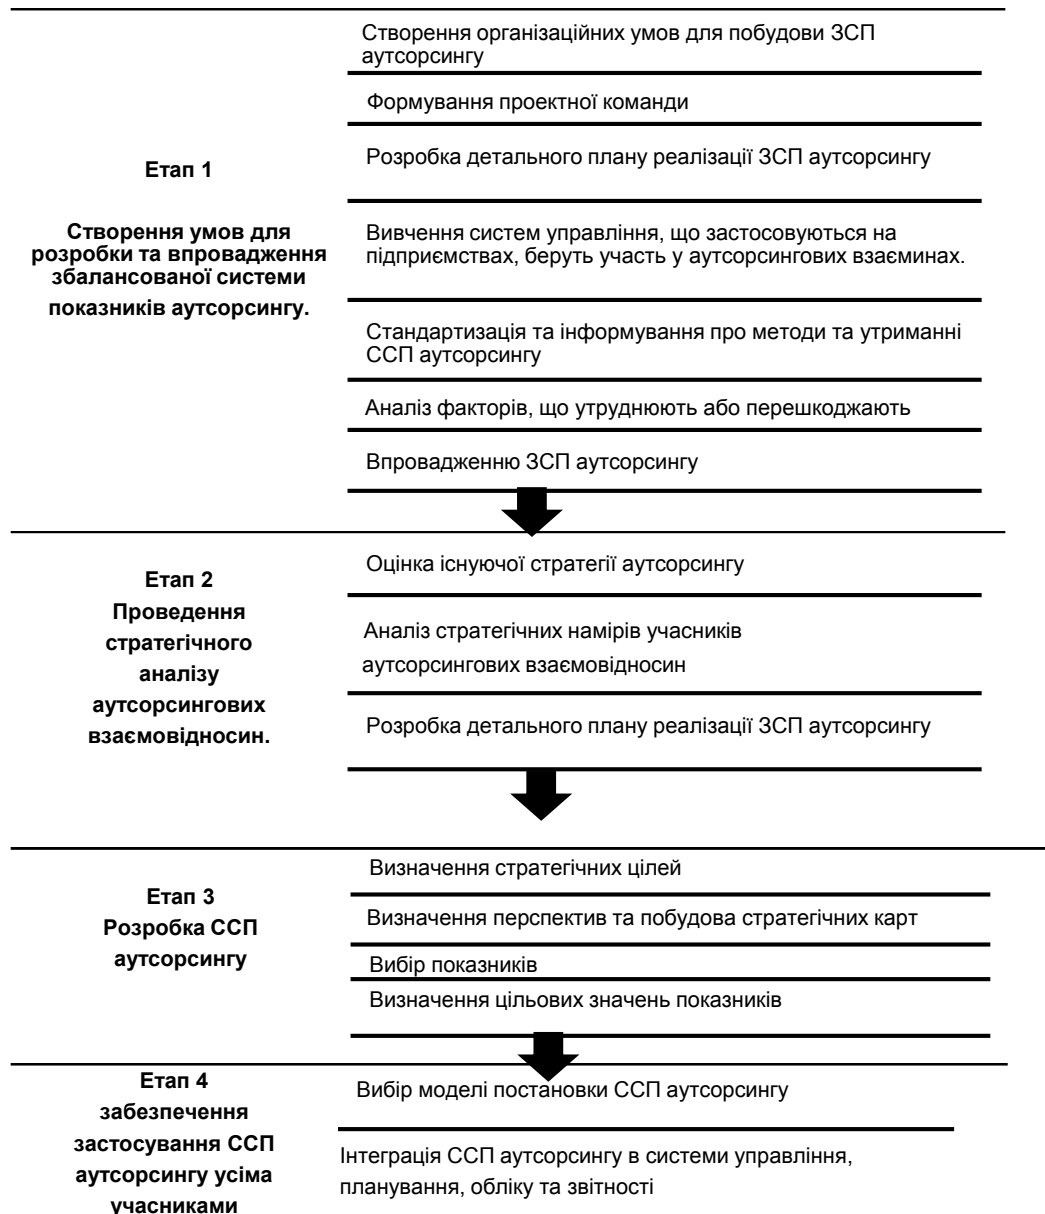 Створення організаційних умов для побудови ЗСП
аутсорсингу
Формування проектної команди
Етап 1
Розробка детального плану реалізації ЗСП аутсорсингу
Створення умов для
розробки та впровадження
збалансованої системи
показників аутсорсингу.
Вивчення систем управління, що застосовуються на
підприємствах, беруть участь у аутсорсингових взаєминах.
Стандартизація та інформування про методи та утриманні
ССП аутсорсингу
Аналіз факторів, що утруднюють або перешкоджають
Впровадженню ЗСП аутсорсингу
Етап 2
Проведення
стратегічного
аналізу
аутсорсингових
взаємовідносин.
Оцінка існуючої стратегії аутсорсингу
Аналіз стратегічних намірів учасників
аутсорсингових взаємовідносин
Розробка детального плану реалізації ЗСП аутсорсингу
Етап 3
Розробка ССП
аутсорсингу
Визначення стратегічних цілей
Визначення перспектив та побудова стратегічних карт
Вибір показників
Визначення цільових значень показників
Етап 4
забезпечення
застосування ССП
аутсорсингу усіма
учасниками
Вибір моделі постановки ССП аутсорсингу
Інтеграція ССП аутсорсингу в системи управління,
планування, обліку та звітності